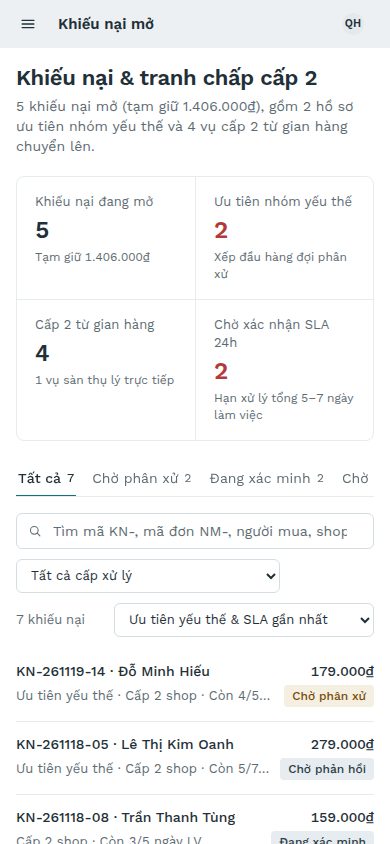 Khiếu nại mở
QH
Khiếu nại & tranh chấp cấp 2
5 khiếu nại mở (tạm giữ 1.406.000₫), gồm 2 hồ sơ
ưu tiên nhóm yếu thế và 4 vụ cấp 2 từ gian hàng
chuyển lên.
Khiếu nại đang mở
5
Tạm giữ 1.406.000₫
Ưu tiên nhóm yếu thế
2
Xếp đầu hàng đợi phân
xử
Cấp 2 từ gian hàng
4
1 vụ sàn thụ lý trực tiếp
Chờ xác nhận SLA
24h
2
Hạn xử lý tổng 5–7 ngày
làm việc
Tất cả 7
Chờ phân xử 2
Đang xác minh 2
Chờ
Tìm mã KN-, mã đơn NM-, người mua, shop
Tất cả cấp xử lý
7 khiếu nại
Ưu tiên yếu thế & SLA gần nhất
KN-261119-14 · Đỗ Minh Hiếu
179.000₫
Ưu tiên yếu thế · Cấp 2 shop · Còn 4/5...
Chờ phân xử
KN-261118-05 · Lê Thị Kim Oanh
279.000₫
Ưu tiên yếu thế · Cấp 2 shop · Còn 5/7...
Chờ phản hồi
KN-261118-08 · Trần Thanh Tùng
159.000₫
Cấp 2 shop · Còn 3/5 ngày LV
Đang xác minh